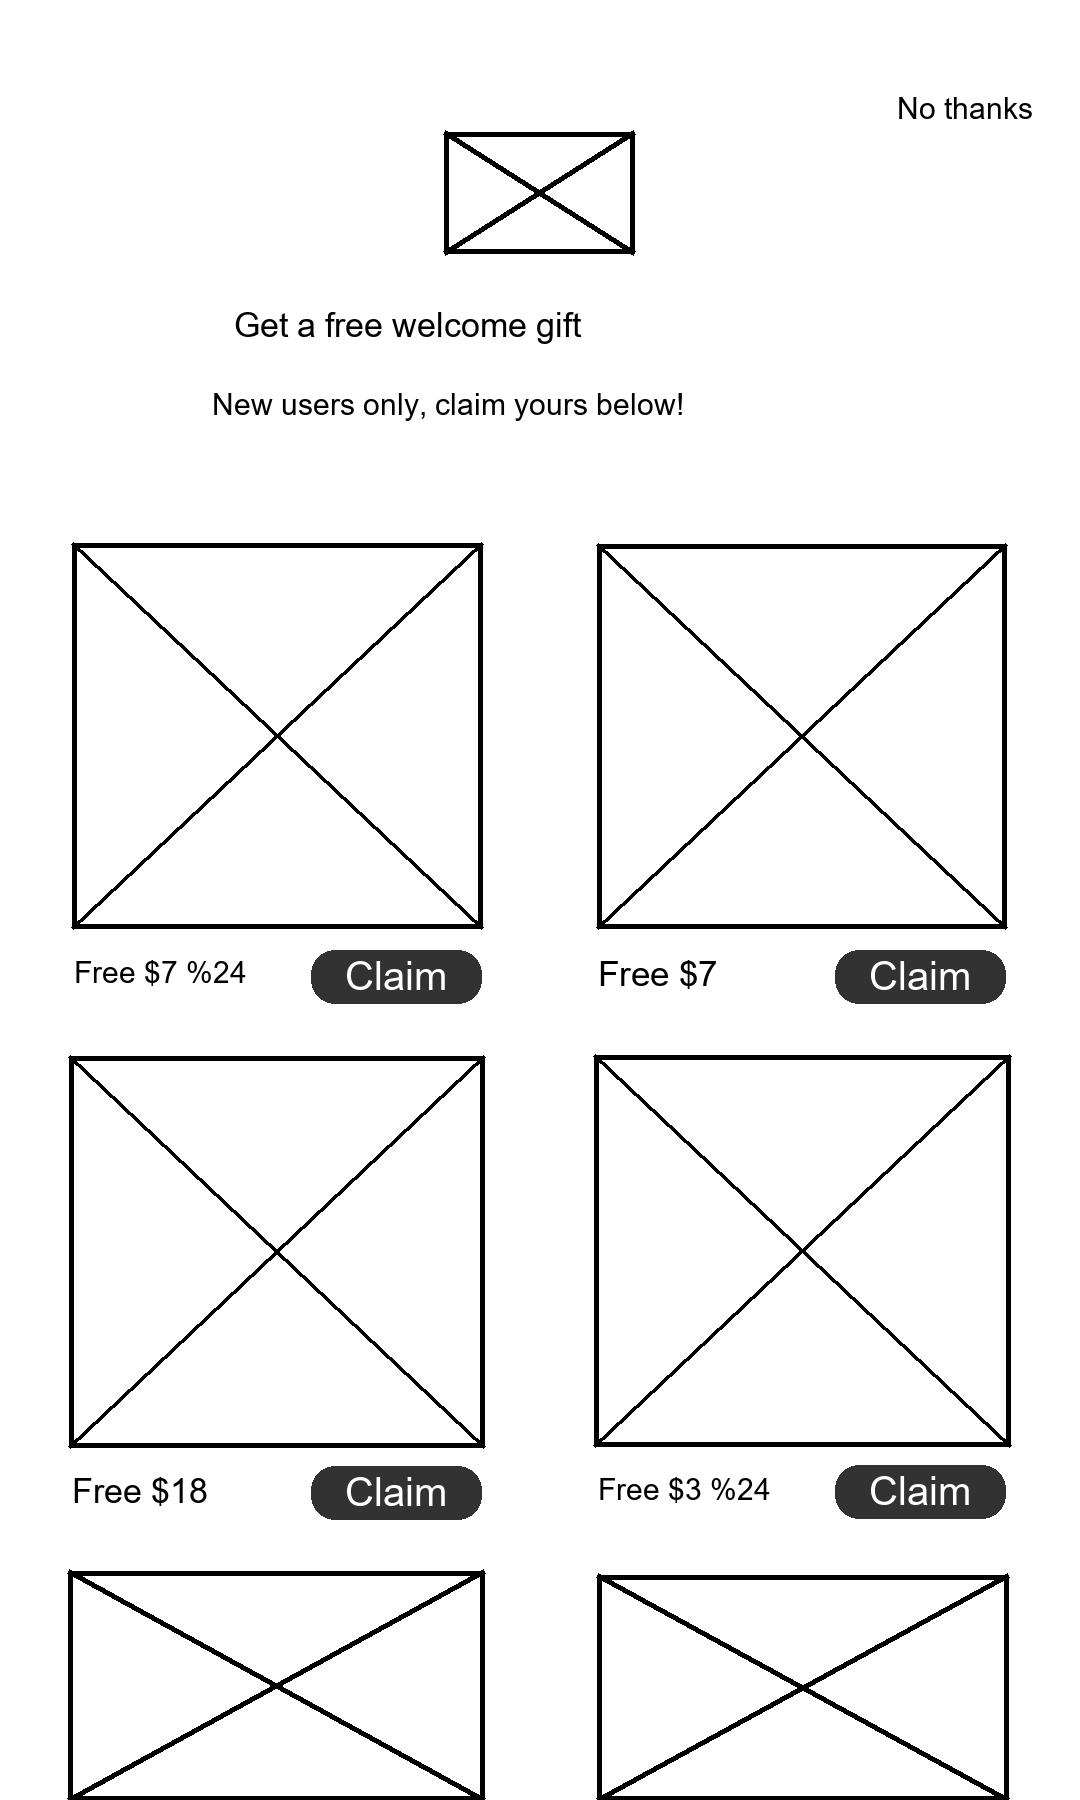 No thanks
Get a free welcome gift
New users only, claim yours below!
Free $7 %24
Claim
Free $7
Claim
Free $18
Claim
Free $3 %24
Claim